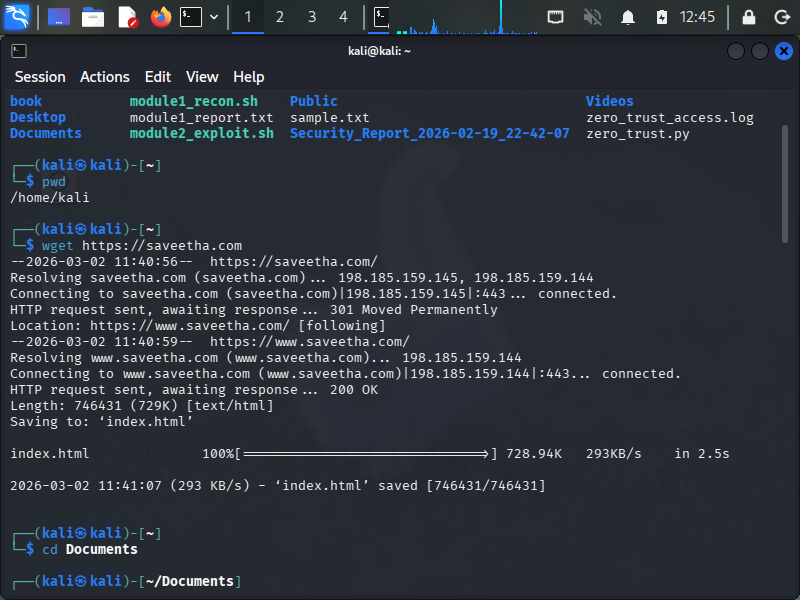 1 2 3 4 12:45
kali@kali: ~
Session Actions Edit View Help
book module1_recon.sh Public Videos
Desktop module1_report.txt sample.txt zero_trust_access.log
Documents module2_exploit.sh Security_Report_2026-02-19_22-42-07 zero_trust.py
┌──(kali㉿kali)-[~]
└─$ pwd
/home/kali
┌──(kali㉿kali)-[~]
└─$ wget https://saveetha.com
--2026-03-02 11:40:56-- https://saveetha.com/
Resolving saveetha.com (saveetha.com)... 198.185.159.145, 198.185.159.144
Connecting to saveetha.com (saveetha.com)|198.185.159.145|:443... connected.
HTTP request sent, awaiting response... 301 Moved Permanently
Location: https://www.saveetha.com/ [following]
--2026-03-02 11:40:59-- https://www.saveetha.com/
Resolving www.saveetha.com (www.saveetha.com)... 198.185.159.144
Connecting to www.saveetha.com (www.saveetha.com)|198.185.159.144|:443... connected.
HTTP request sent, awaiting response... 200 OK
Length: 746431 (729K) [text/html]
Saving to: ‘index.html’
index.html 100%[==============================>] 728.94K 293KB/s in 2.5s
2026-03-02 11:41:07 (293 KB/s) - ‘index.html’ saved [746431/746431]
┌──(kali㉿kali)-[~]
└─$ cd Documents
┌──(kali㉿kali)-[~/Documents]